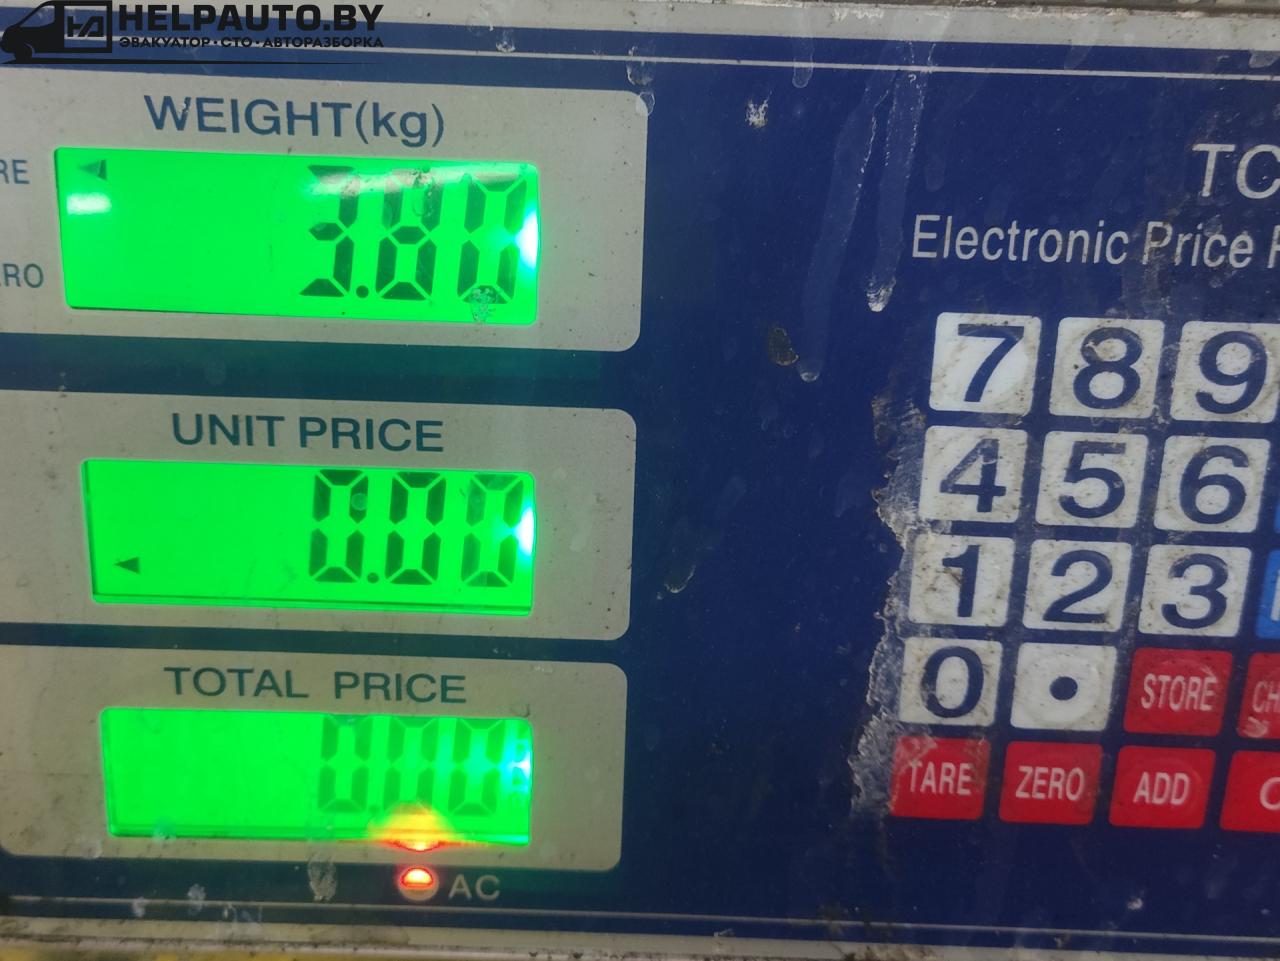 HELPAUTO.BY
ЭВАКУАТОР · СТО · АВТОРАЗБОРКА
WEIGHT(kg)
3.80
UNIT PRICE
0.00
TOTAL PRICE
0.00
AC
Electronic Price
7 8 9
4 5 6
1 2 3
0 . STORE
TARE ZERO ADD